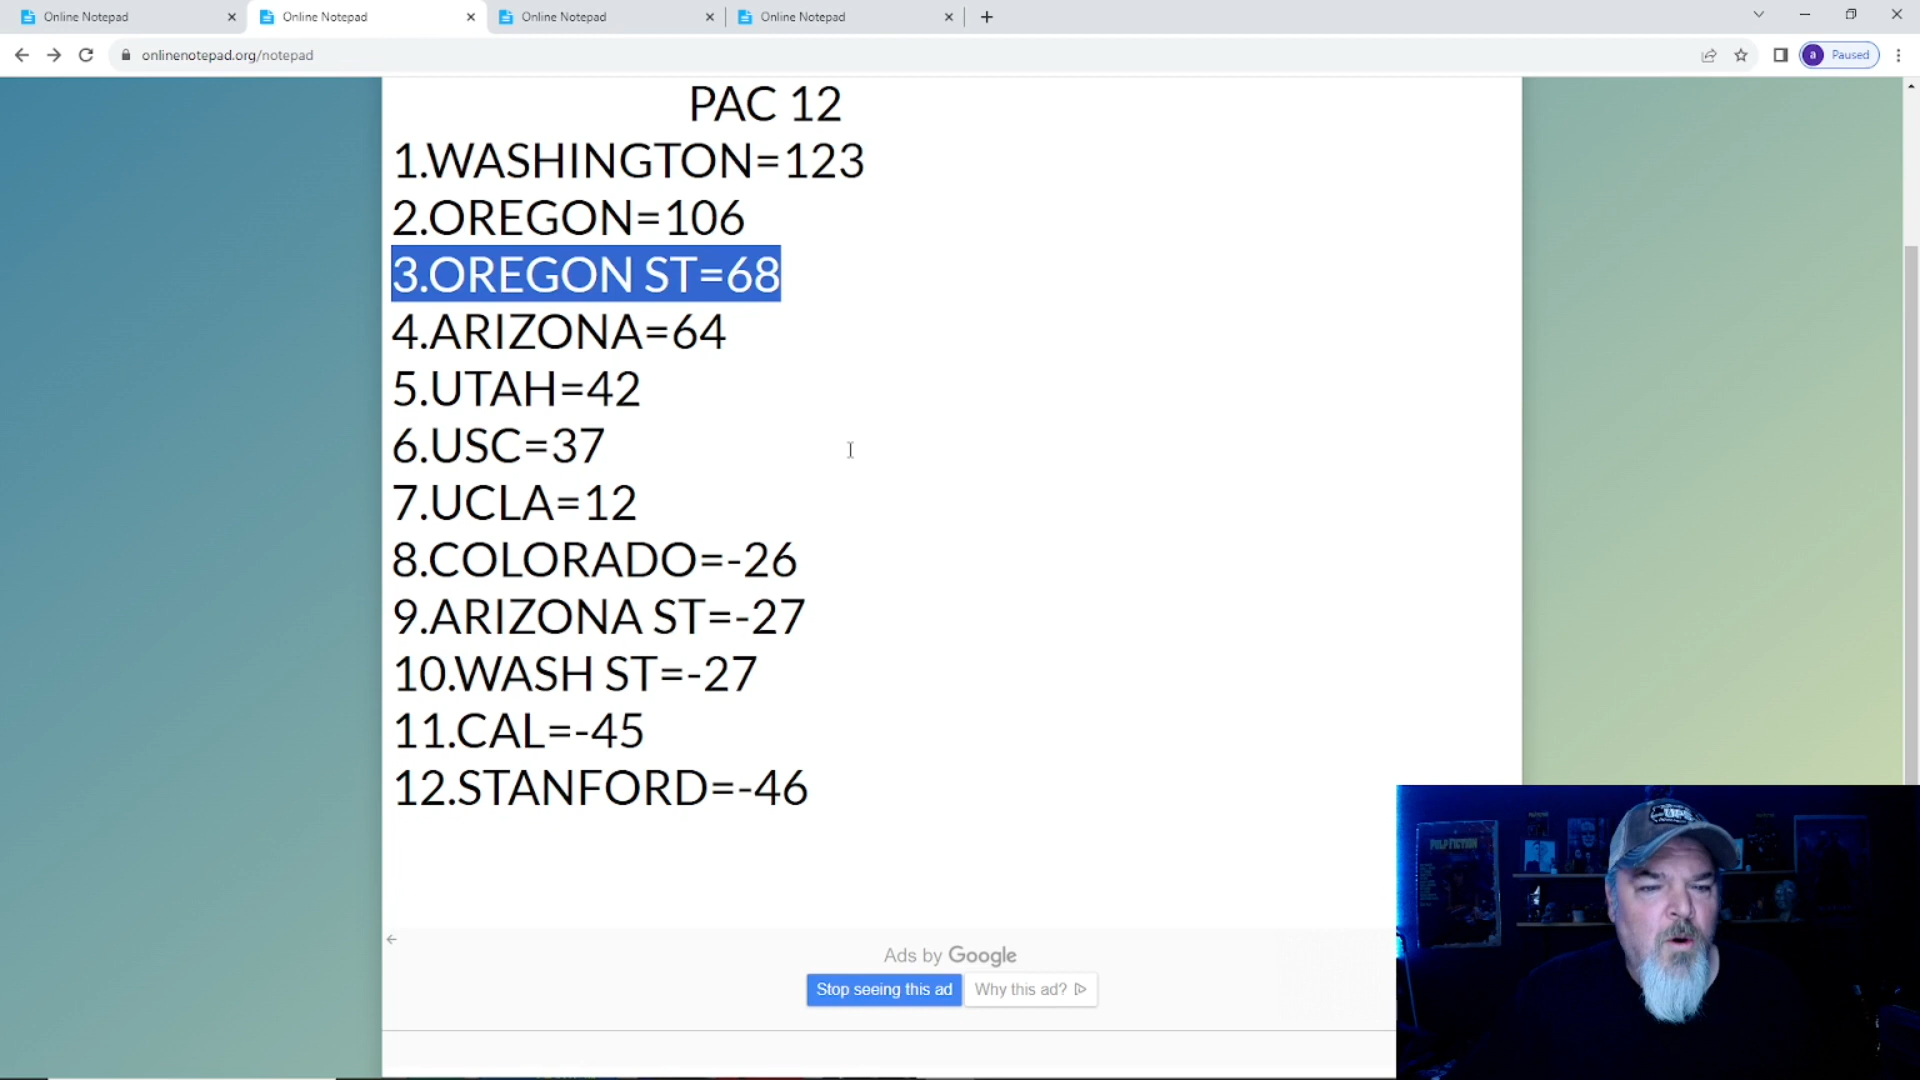 Online Notepad
Online Notepad
Online Notepad
Online Notepad
onlinenotepad.org/notepad
a
Paused
PAC 12
1.WASHINGTON=123
2.OREGON=106
3.OREGON ST=68
4.ARIZONA=64
5.UTAH=42
6.USC=37
7.UCLA=12
8.COLORADO=-26
9.ARIZONA ST=-27
10.WASH ST=-27
11.CAL=-45
12.STANFORD=-46
Ads by Google
Stop seeing this ad
Why this ad?
PULP FICTION